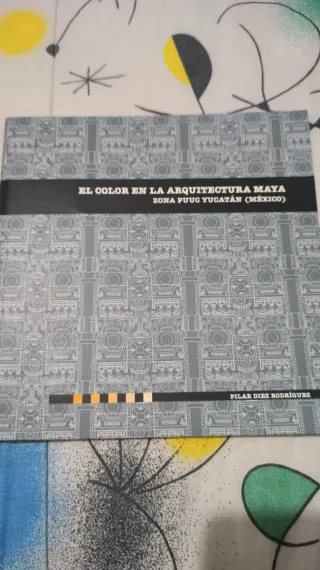 EL COLOR EN LA ARQUITECTURA MAYA
ZONA PUUC YUCATÁN (MÉXICO)
PILAR DIEZ RODRÍGUEZ